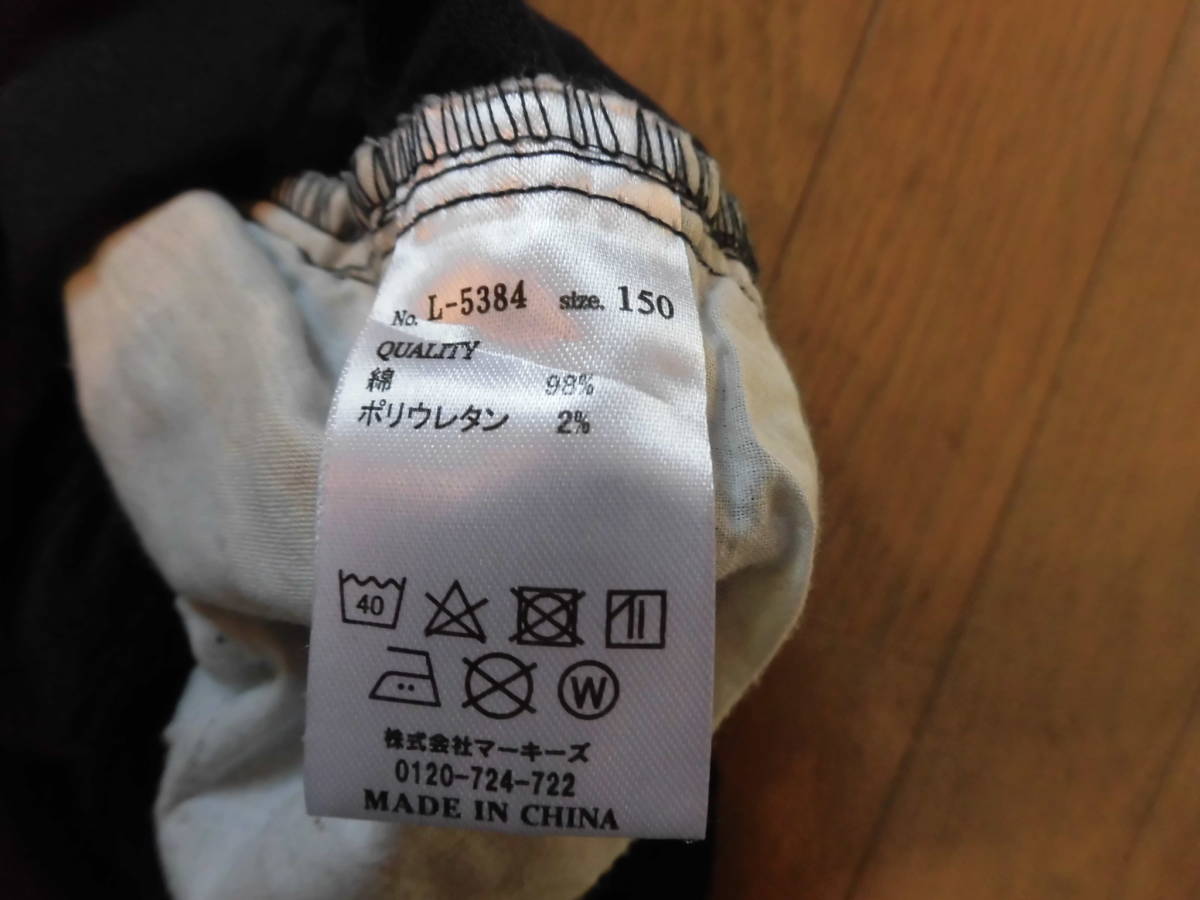 No. L-5384 size. 150
QUALITY
綿 98%
ポリウレタン 2%
40
W
株式会社マーキーズ
0120-724-722
MADE IN CHINA